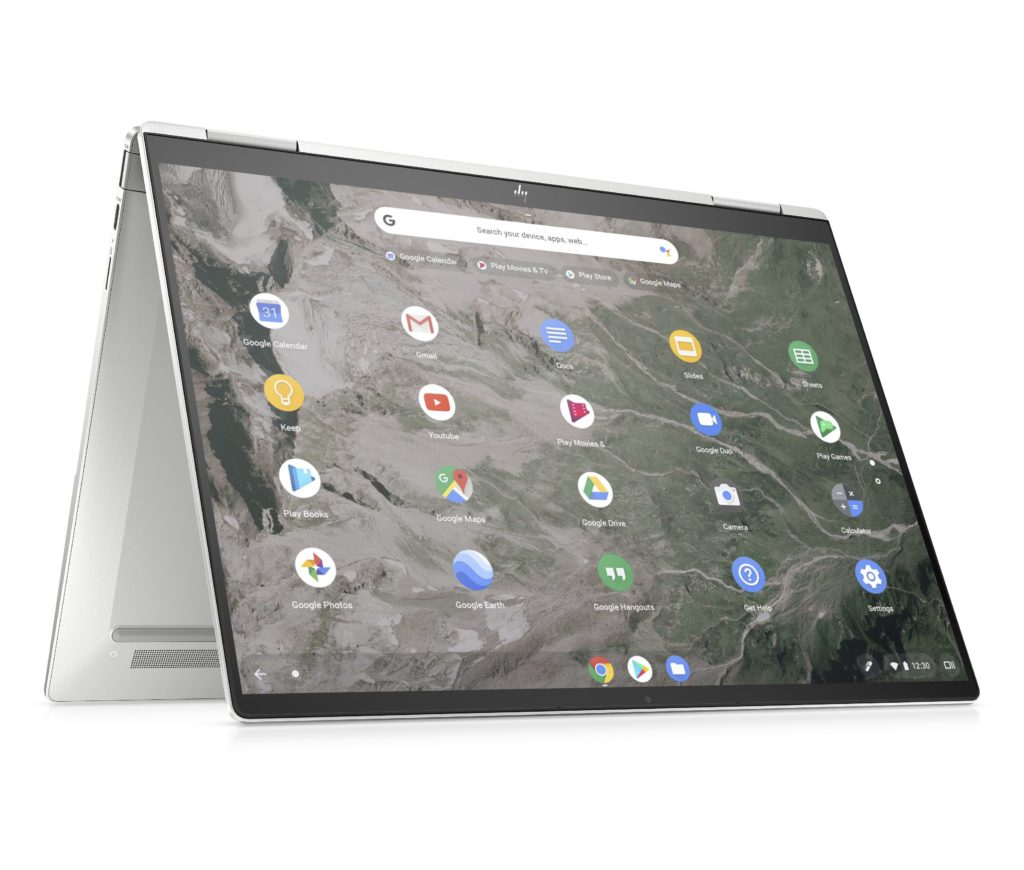 hp
G
Search your device, apps, web...
Google Calendar
Play Movies & TV
Play Store
Google Maps
31
Google Calendar
Gmail
Docs
Slides
Sheets
Keep
Youtube
Play Movies &
Google Duo
Play Games
Play Books
G
Google Maps
Google Drive
Camera
Calculator
Google Photos
Google Earth
Google Hangouts
?
Get Help
Settings
12:30